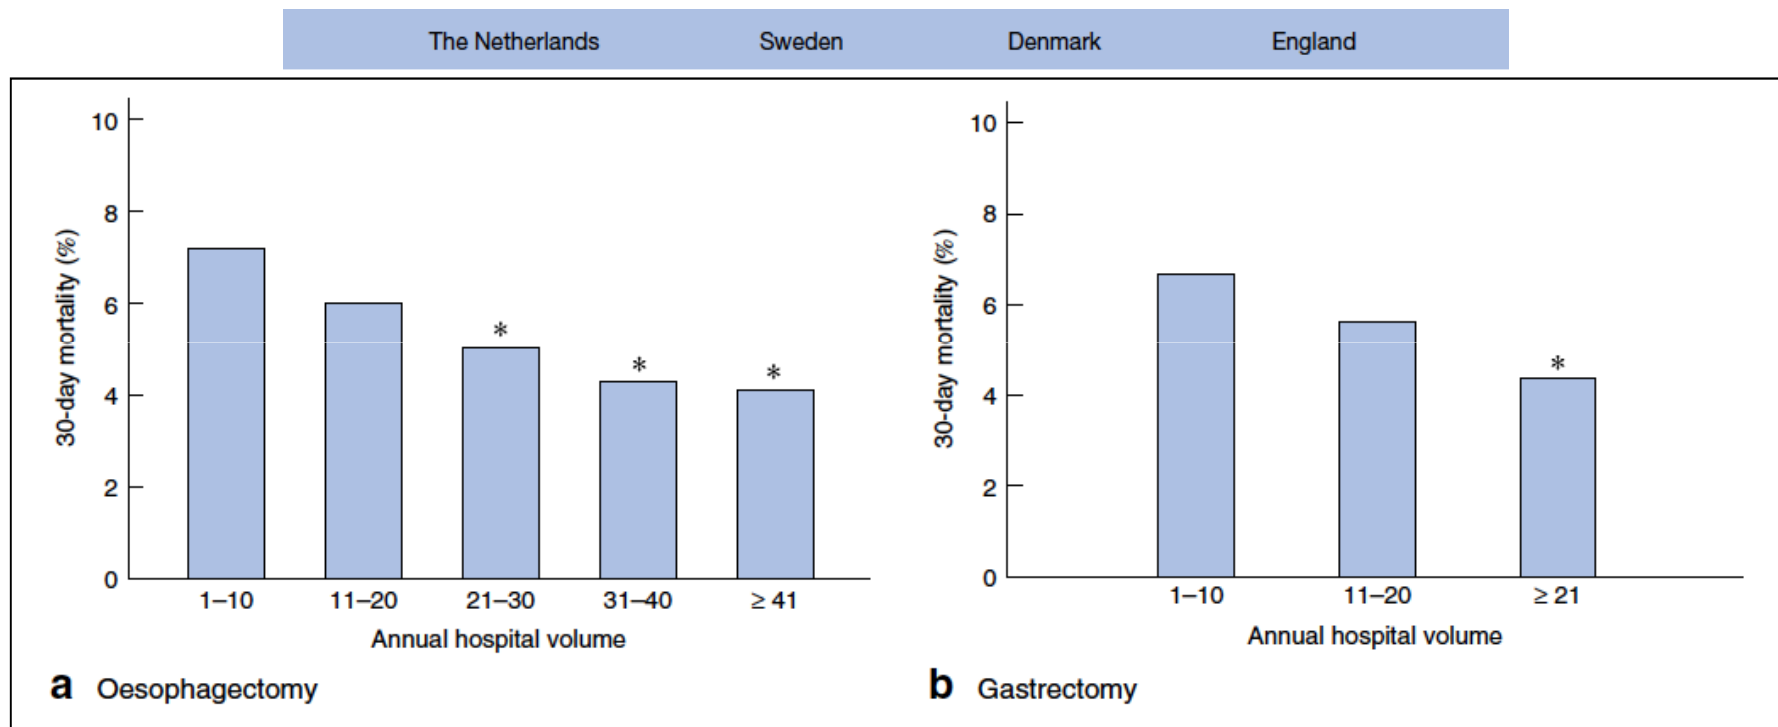 The Netherlands Sweden Denmark England
10
8
6
4
2
0
30-day mortality (%)
*
*
*
1–10 11–20 21–30 31–40 ≥ 41
Annual hospital volume
a Oesophagectomy
10
8
6
4
2
0
30-day mortality (%)
*
1–10 11–20 ≥ 21
Annual hospital volume
b Gastrectomy